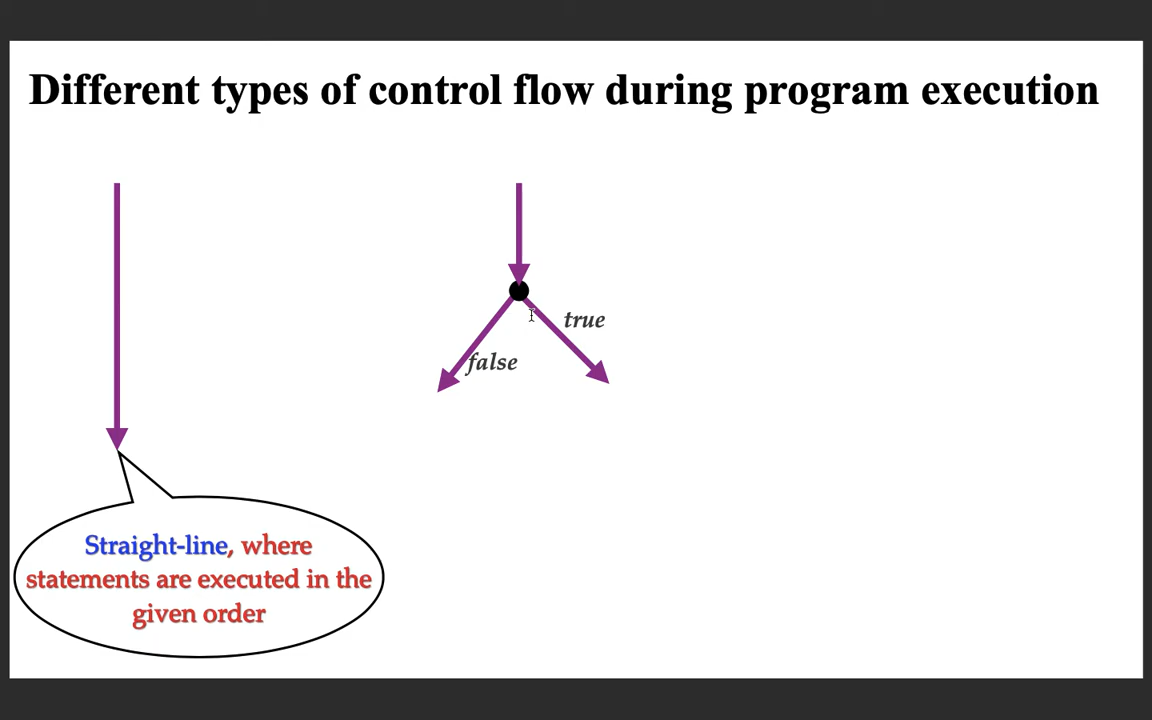 Different types of control flow during program execution
true
false
Straight-line, where
statements are executed in the
given order